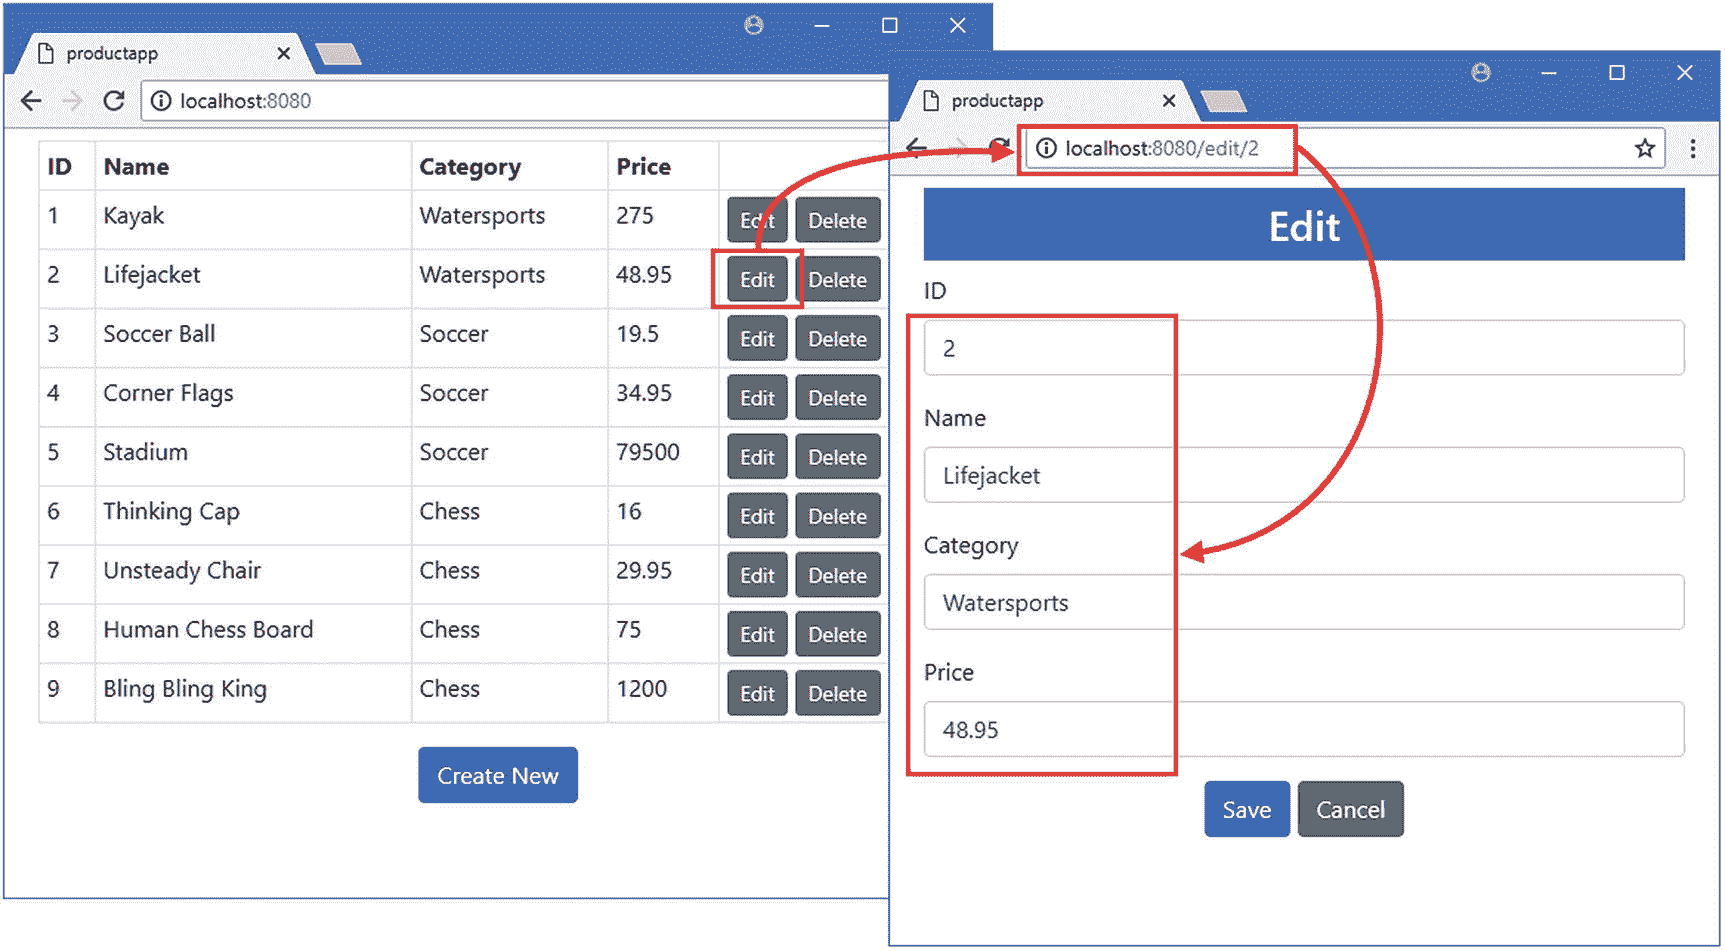 productapp
localhost:8080
ID Name Category Price
1 Kayak Watersports 275 Edit Delete
2 Lifejacket Watersports 48.95 Edit Delete
3 Soccer Ball Soccer 19.5 Edit Delete
4 Corner Flags Soccer 34.95 Edit Delete
5 Stadium Soccer 79500 Edit Delete
6 Thinking Cap Chess 16 Edit Delete
7 Unsteady Chair Chess 29.95 Edit Delete
8 Human Chess Board Chess 75 Edit Delete
9 Bling Bling King Chess 1200 Edit Delete
Create New
productapp
localhost:8080/edit/2
Edit
ID
2
Name
Lifejacket
Category
Watersports
Price
48.95
Save Cancel